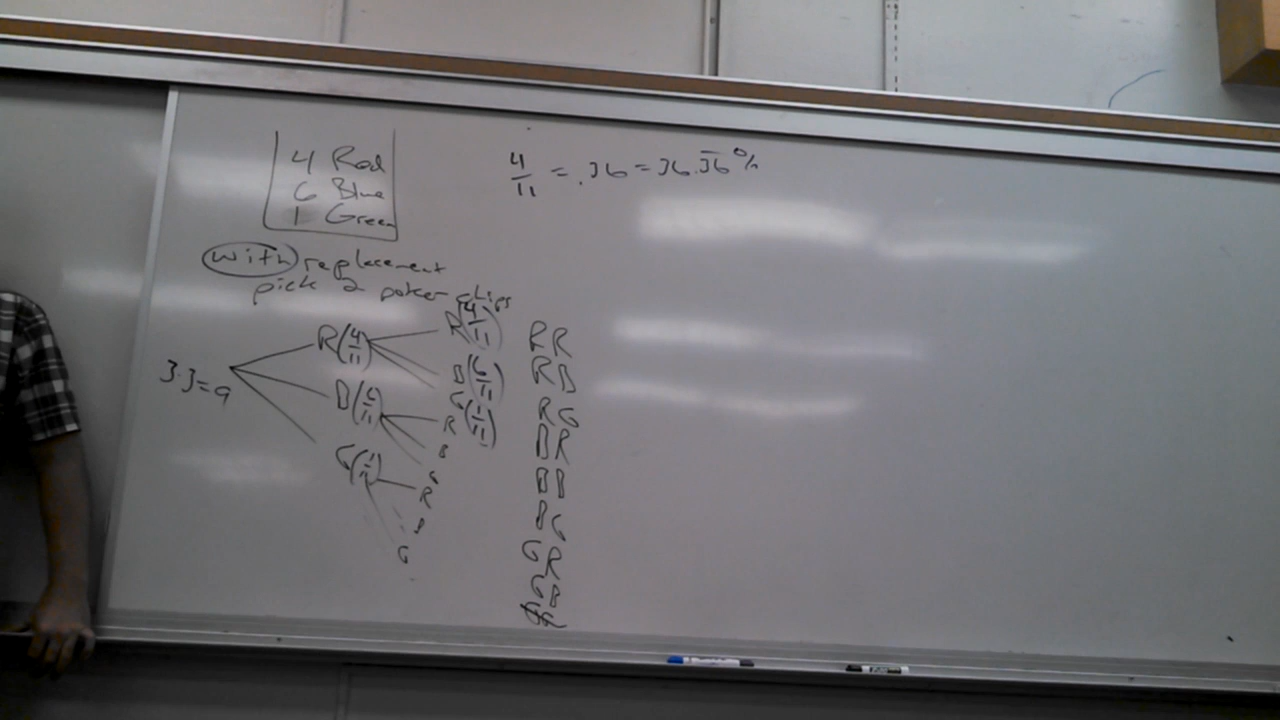 4 Red
6 Blue
1 Green
4/11 = .36 = 36.36%
with replacement
pick 2 poker chips
3·3=9
R(4/11)
B(6/11)
G(1/11)
R(4/11)
B(6/11)
G(1/11)
R
B
G
R
B
G
RR
RB
RG
BR
BB
BG
GR
GB
GG